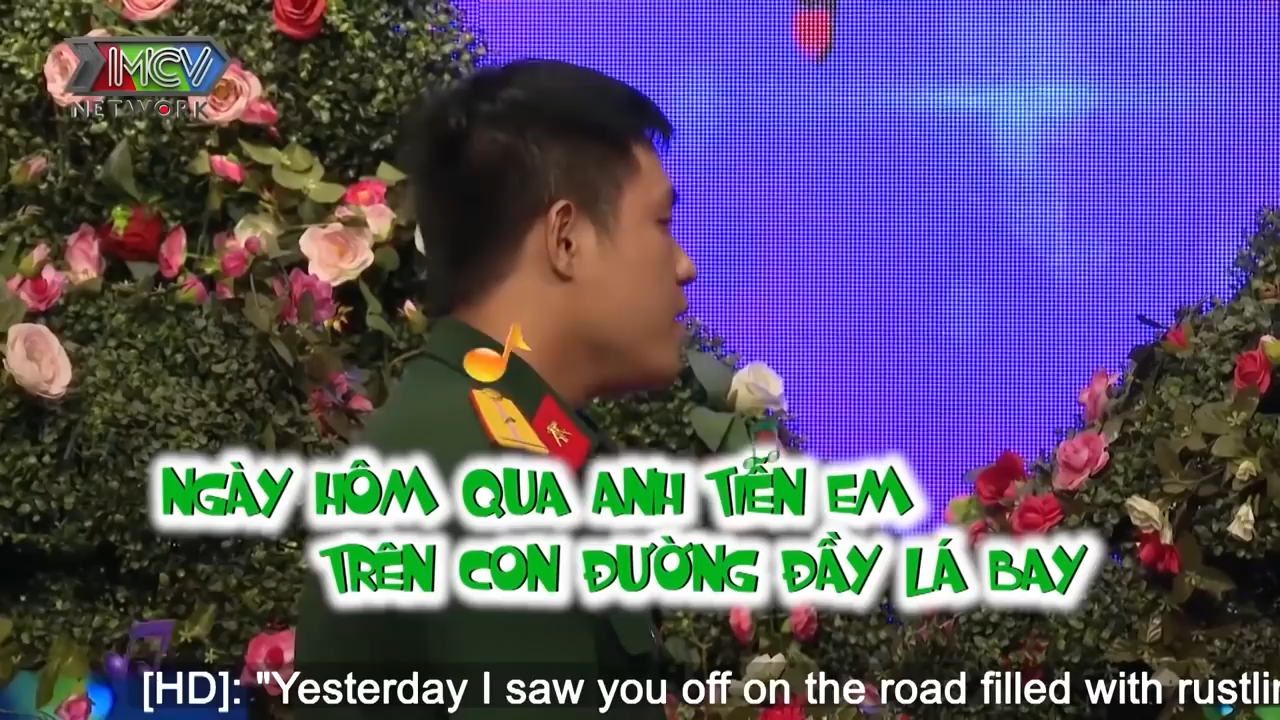 MCV
NETWORK
NGÀY HÔM QUA ANH TIỄN EM
TRÊN CON ĐƯỜNG ĐẦY LÁ BAY
[HD]: "Yesterday I saw you off on the road filled with